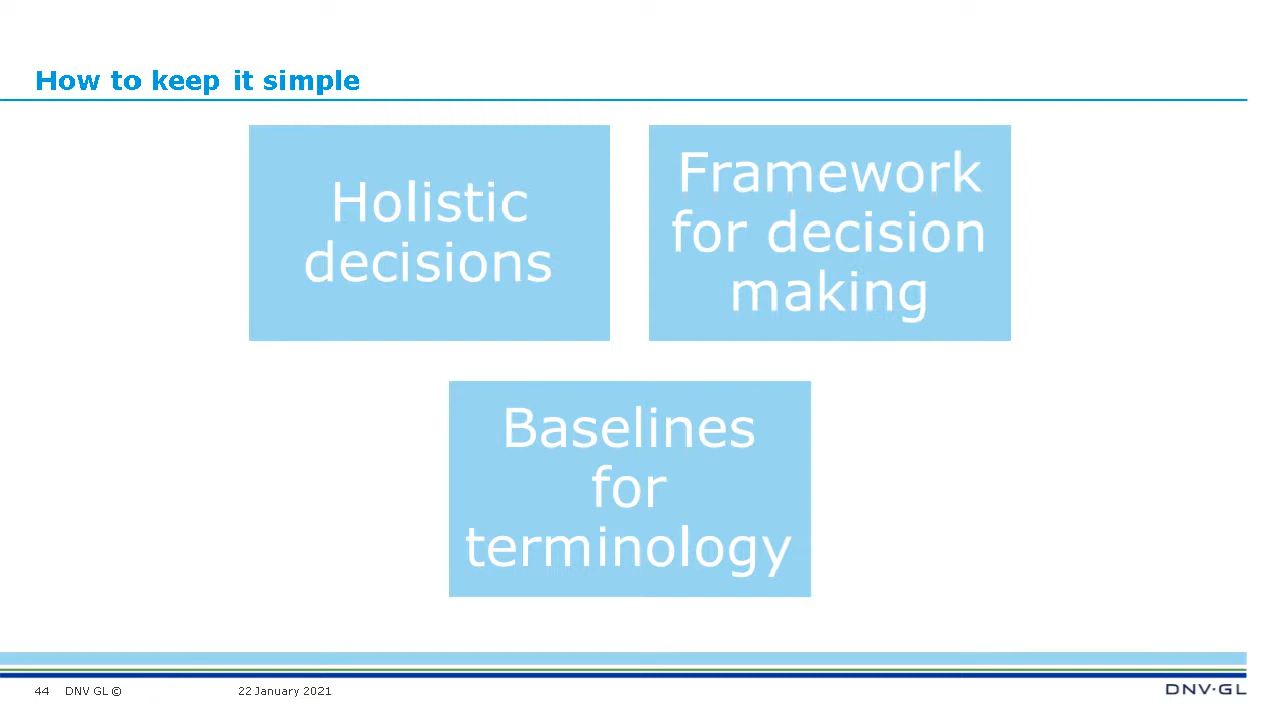 How to keep it simple
Holistic
decisions
Framework
for decision
making
Baselines
for
terminology
44 DNV GL © 22 January 2021
DNV·GL